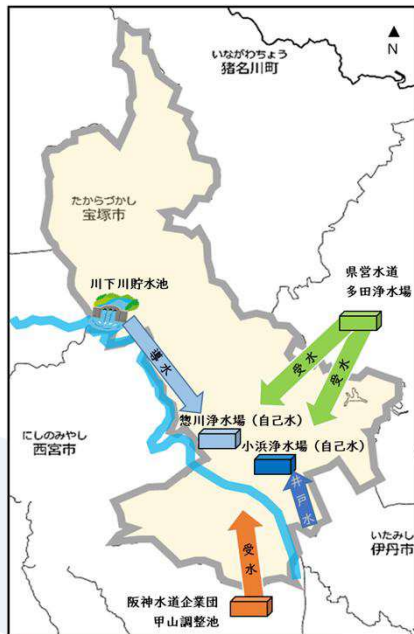 N
いながわちょう
猪名川町
たからづかし
宝塚市
川下川貯水池
県営水道
多田浄水場
導水
受水
受水
惣川浄水場（自己水）
にしのみやし
西宮市
小浜浄水場（自己水）
井戸水
いたみし
伊丹市
受水
阪神水道企業団
甲山調整池